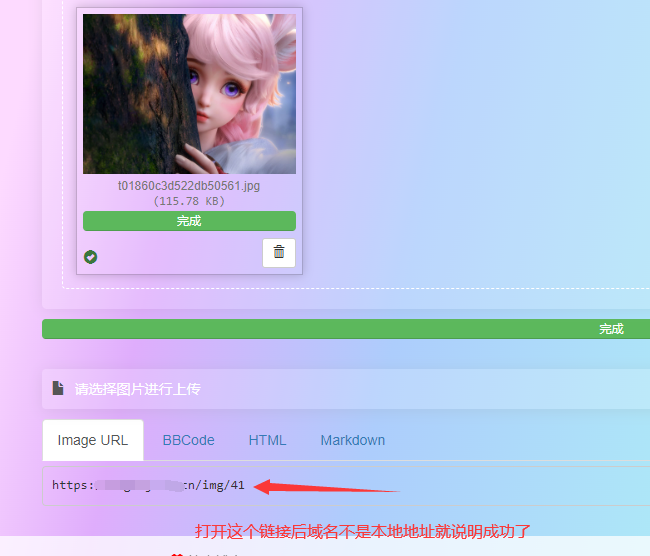 t01860c3d522db50561.jpg
(115.78 KB)
完成
完成
请选择图片进行上传
Image URL BBCode HTML Markdown
https: cn/img/41
打开这个链接后域名不是本地地址就说明成功了